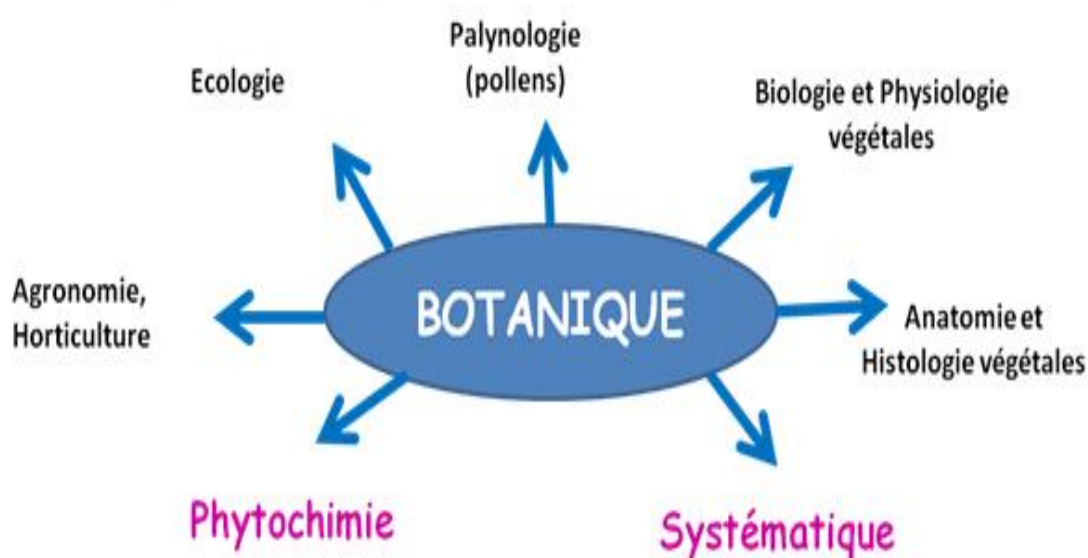 Palynologie
(pollens)
Ecologie
Biologie et Physiologie
végétales
Agronomie,
Horticulture
BOTANIQUE
Anatomie et
Histologie végétales
Phytochimie
Systématique